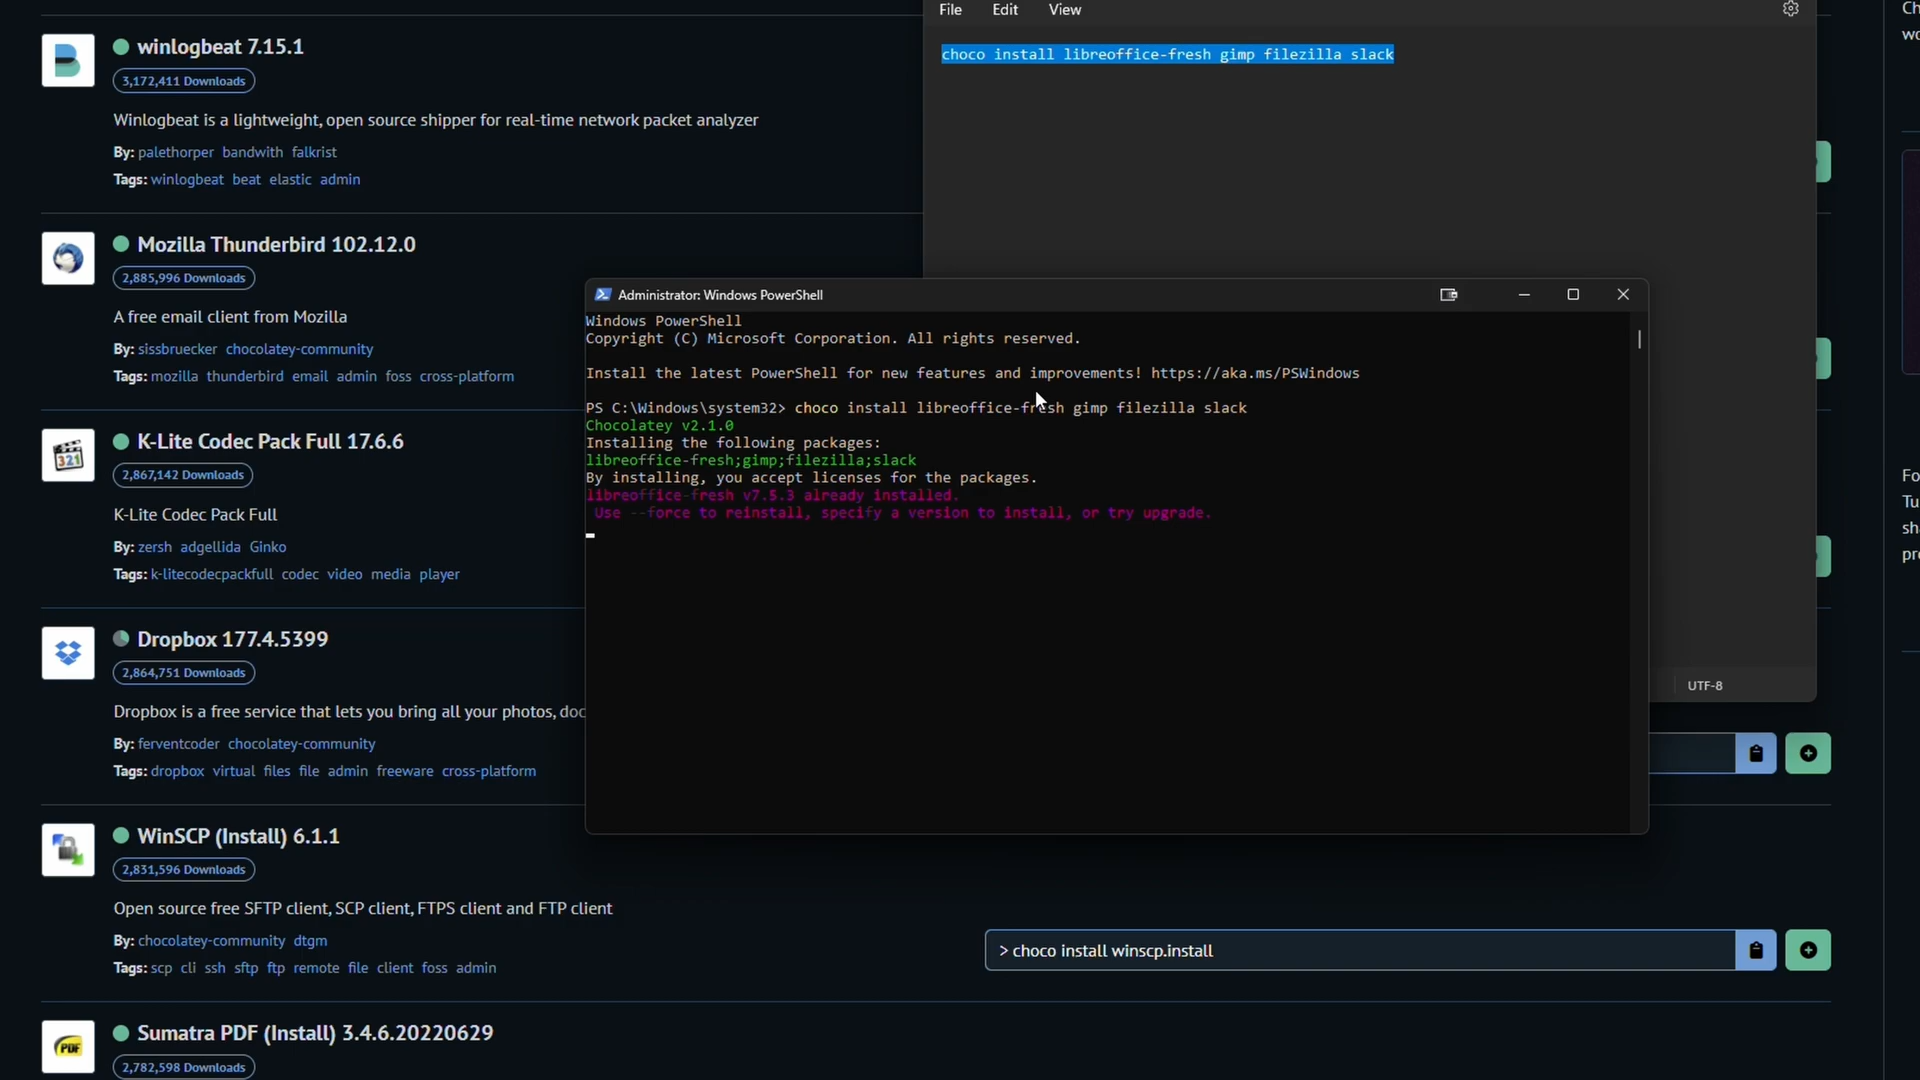 winlogbeat 7.15.1
3,172,411 Downloads
Winlogbeat is a lightweight, open source shipper for real-time network packet analyzer
By: palethorper bandwith falkrist
Tags: winlogbeat beat elastic admin
Mozilla Thunderbird 102.12.0
2,885,996 Downloads
A free email client from Mozilla
By: sissbruecker chocolatey-community
Tags: mozilla thunderbird email admin foss cross-platform
321
K-Lite Codec Pack Full 17.6.6
2,867,142 Downloads
K-Lite Codec Pack Full
By: zersh adgellida Ginko
Tags: k-litecodecpackfull codec video media player
Dropbox 177.4.5399
2,864,751 Downloads
Dropbox is a free service that lets you bring all your photos, doc
By: ferventcoder chocolatey-community
Tags: dropbox virtual files file admin freeware cross-platform
WinSCP (Install) 6.1.1
2,831,596 Downloads
Open source free SFTP client, SCP client, FTPS client and FTP client
By: chocolatey-community dtgm
Tags: scp cli ssh sftp ftp remote file client foss admin
> choco install winscp.install
PDF
Sumatra PDF (Install) 3.4.6.20220629
2,782,598 Downloads
File Edit View
choco install libreoffice-fresh gimp filezilla slack
UTF-8
Administrator: Windows PowerShell
Windows PowerShell
Copyright (C) Microsoft Corporation. All rights reserved.
Install the latest PowerShell for new features and improvements! https://aka.ms/PSWindows
PS C:\Windows\system32> choco install libreoffice-fresh gimp filezilla slack
Chocolatey v2.1.0
Installing the following packages:
libreoffice-fresh;gimp;filezilla;slack
By installing, you accept licenses for the packages.
libreoffice-fresh v7.5.3 already installed.
Use --force to reinstall, specify a version to install, or try upgrade.
Ch
Fo
Tu
sh
pr